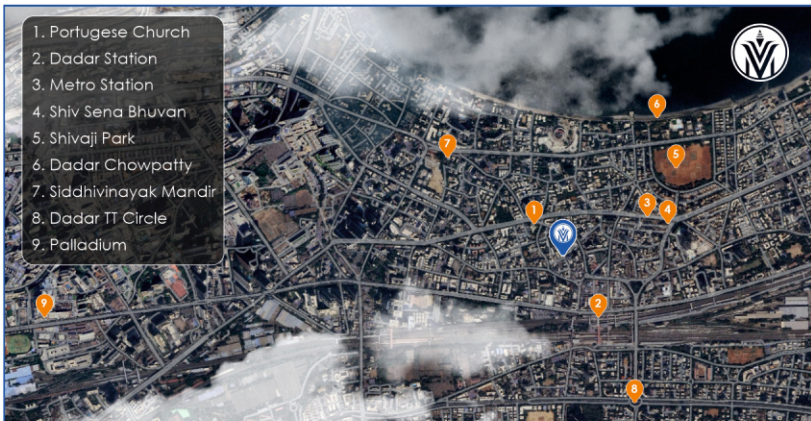 1. Portugese Church
2. Dadar Station
3. Metro Station
4. Shiv Sena Bhuvan
5. Shivaji Park
6. Dadar Chowpatty
7. Siddhivinayak Mandir
8. Dadar TT Circle
9. Palladium
6
7
5
3
4
1
9
2
8